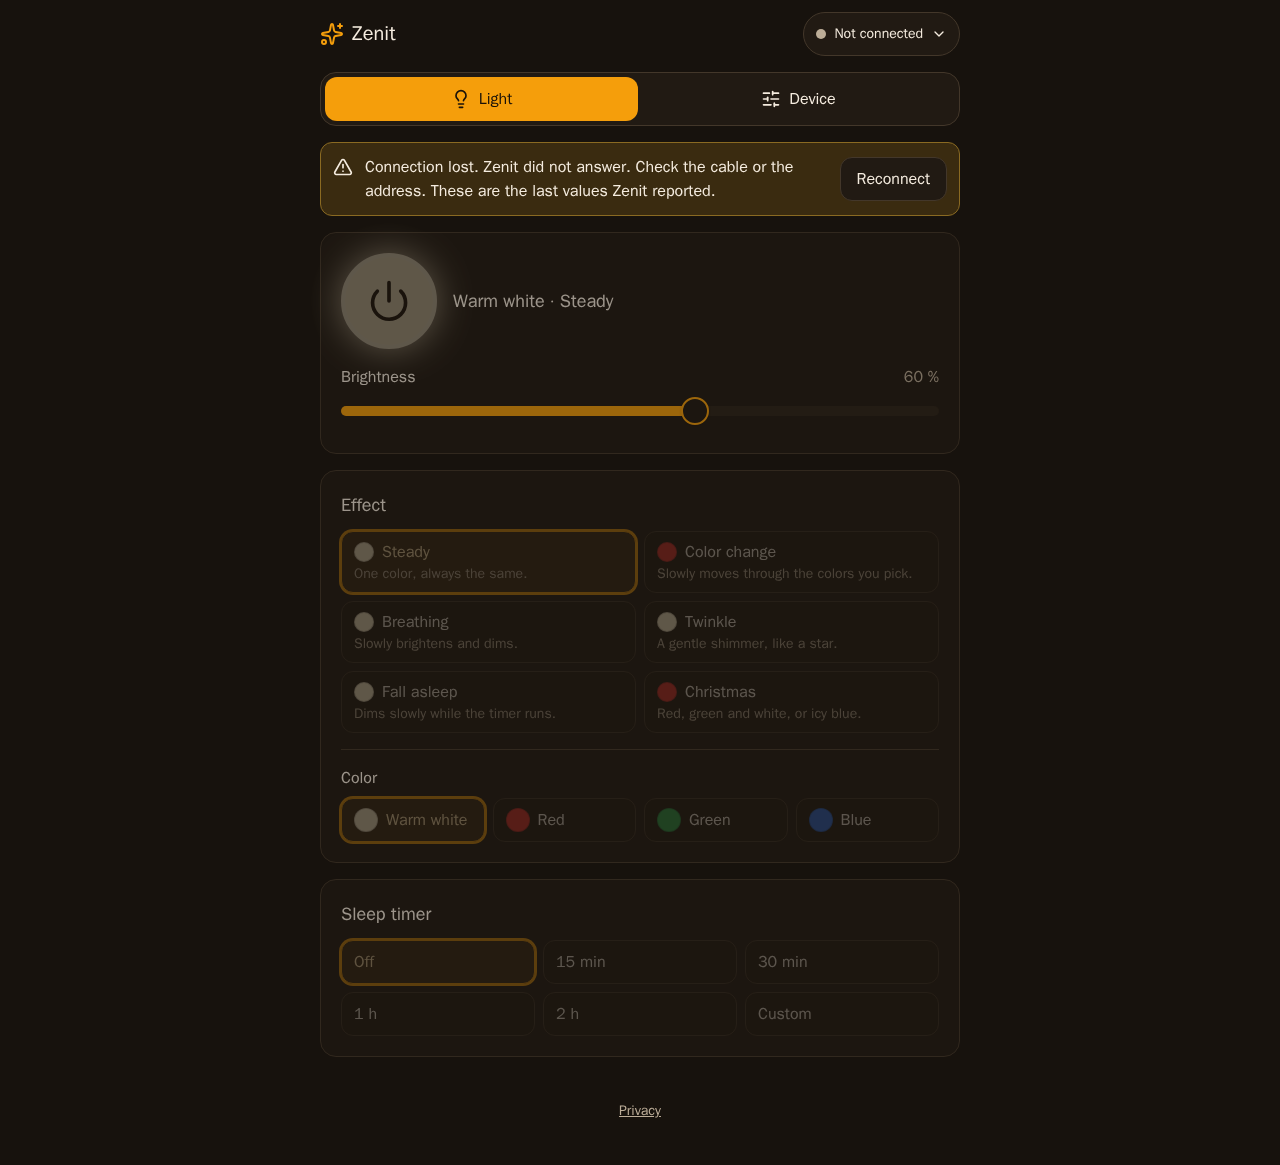 Zenit
Not connected
Light
Device
Connection lost. Zenit did not answer. Check the cable or the
address. These are the last values Zenit reported.
Reconnect
Warm white · Steady
Brightness
60 %
Effect
Steady
One color, always the same.
Color change
Slowly moves through the colors you pick.
Breathing
Slowly brightens and dims.
Twinkle
A gentle shimmer, like a star.
Fall asleep
Dims slowly while the timer runs.
Christmas
Red, green and white, or icy blue.
Color
Warm white
Red
Green
Blue
Sleep timer
Off
15 min
30 min
1 h
2 h
Custom
Privacy